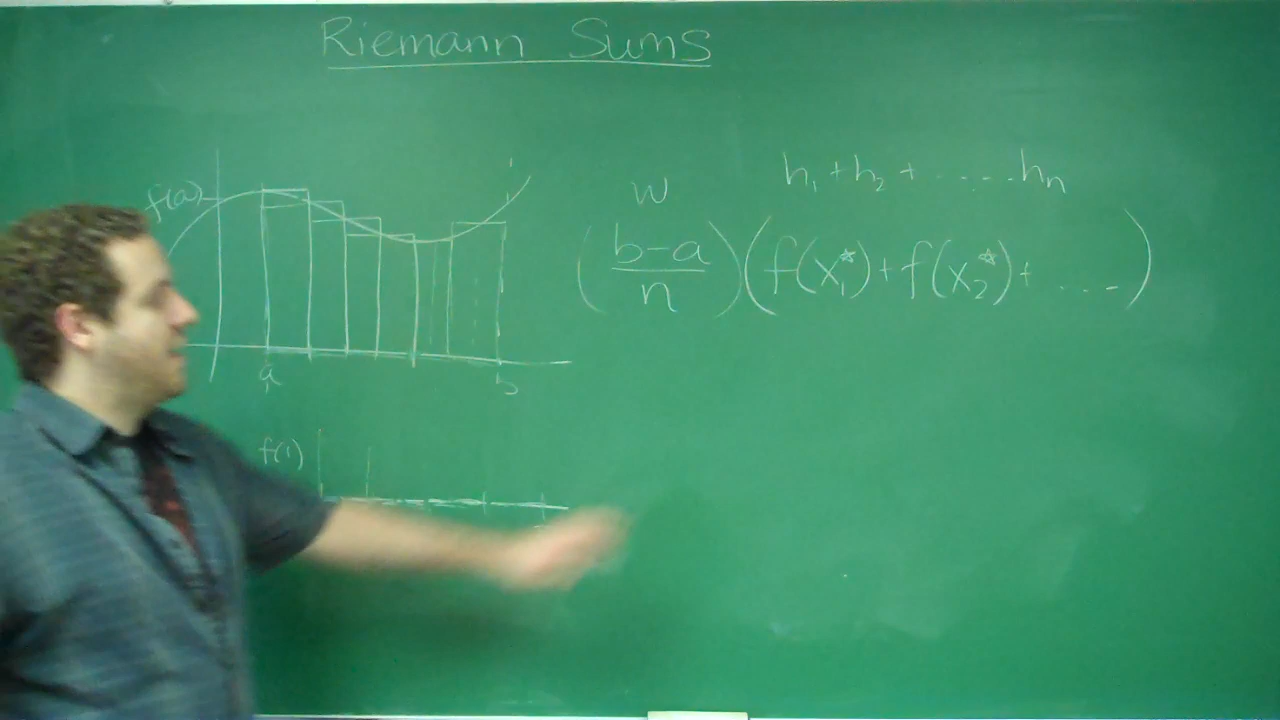 Riemann Sums
f(a)
a b
f(1)
w h₁ + h₂ + ..... hₙ
(b-a/n)(f(x₁*) + f(x₂*) + ....)